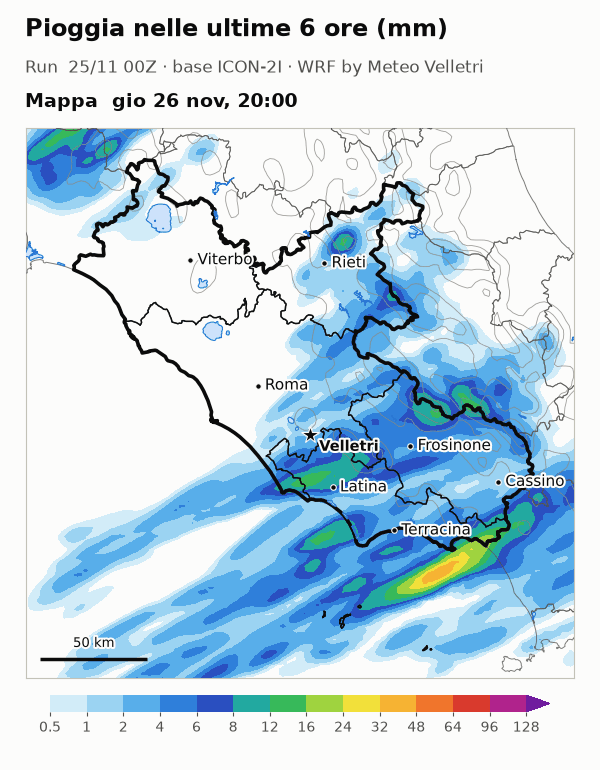 Pioggia nelle ultime 6 ore (mm)
Run  25/11 00Z · base ICON-2I · WRF by Meteo Velletri
Mappa  gio 26 nov, 20:00
Viterbo
Rieti
Roma
Velletri
Frosinone
Latina
Cassino
Terracina
50 km
0.5 1 2 4 6 8 12 16 24 32 48 64 96 128